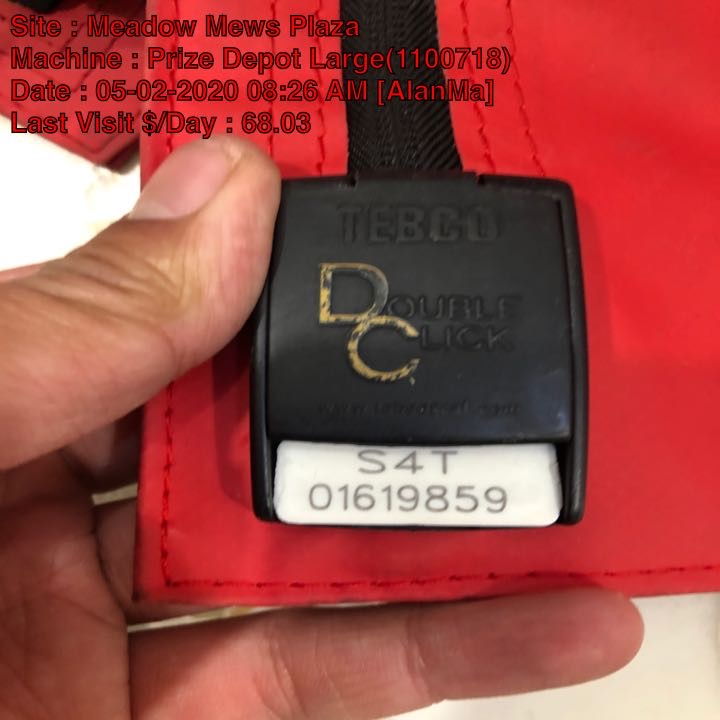 Site : Meadow Mews Plaza
Machine : Prize Depot Large(1100718)
Date : 05-02-2020 08:26 AM [AlanMa]
Last Visit $/Day : 68.03
TEBCO
DOUBLE
CLICK
S4T
01619859